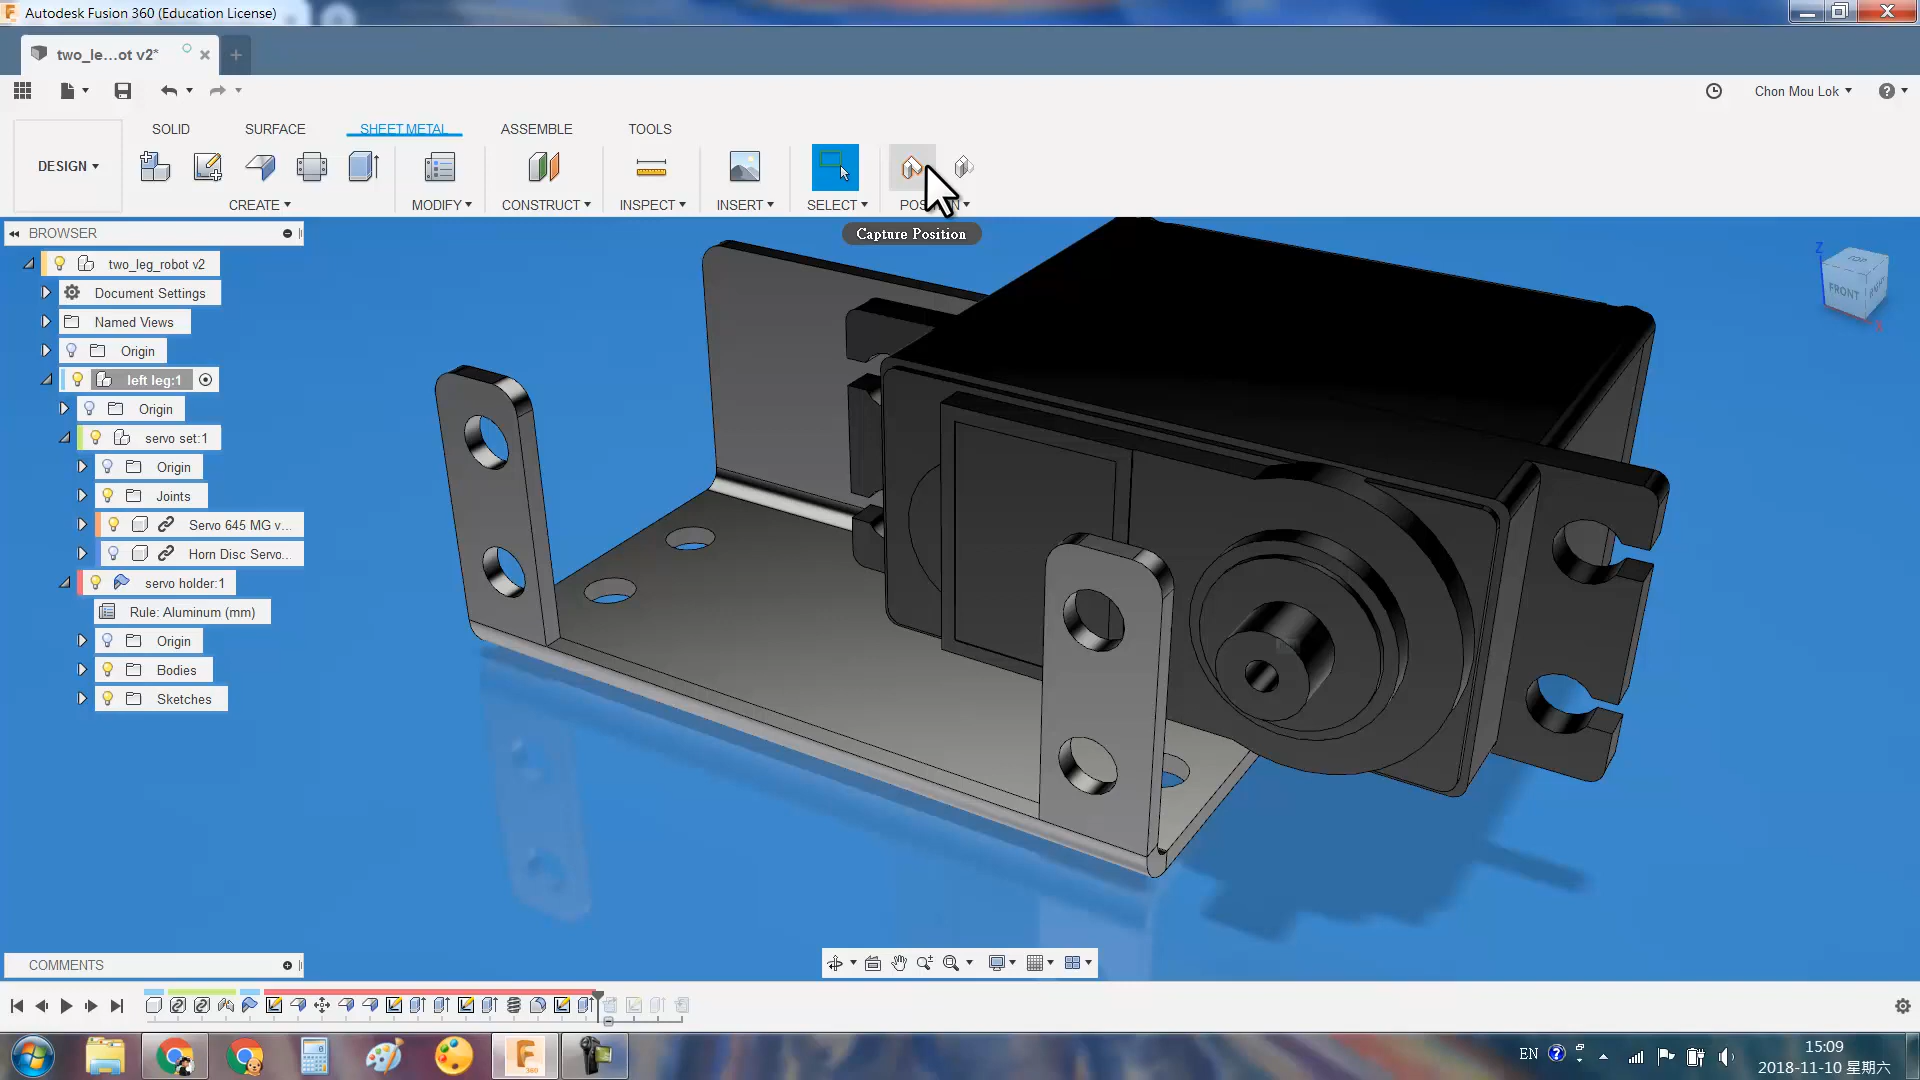 Autodesk Fusion 360 (Education License)
two_le...ot v2*
Chon Mou Lok
SOLID
SURFACE
SHEET METAL
ASSEMBLE
TOOLS
DESIGN
CREATE
MODIFY
CONSTRUCT
INSPECT
INSERT
SELECT
Capture Position
BROWSER
two_leg_robot v2
Document Settings
Named Views
Origin
left leg:1
Origin
servo set:1
Origin
Joints
Servo 645 MG v...
Horn Disc Servo...
servo holder:1
Rule: Aluminum (mm)
Origin
Bodies
Sketches
Z
TOP
FRONT
X
COMMENTS
360
EN
15:09
2018-11-10 星期六